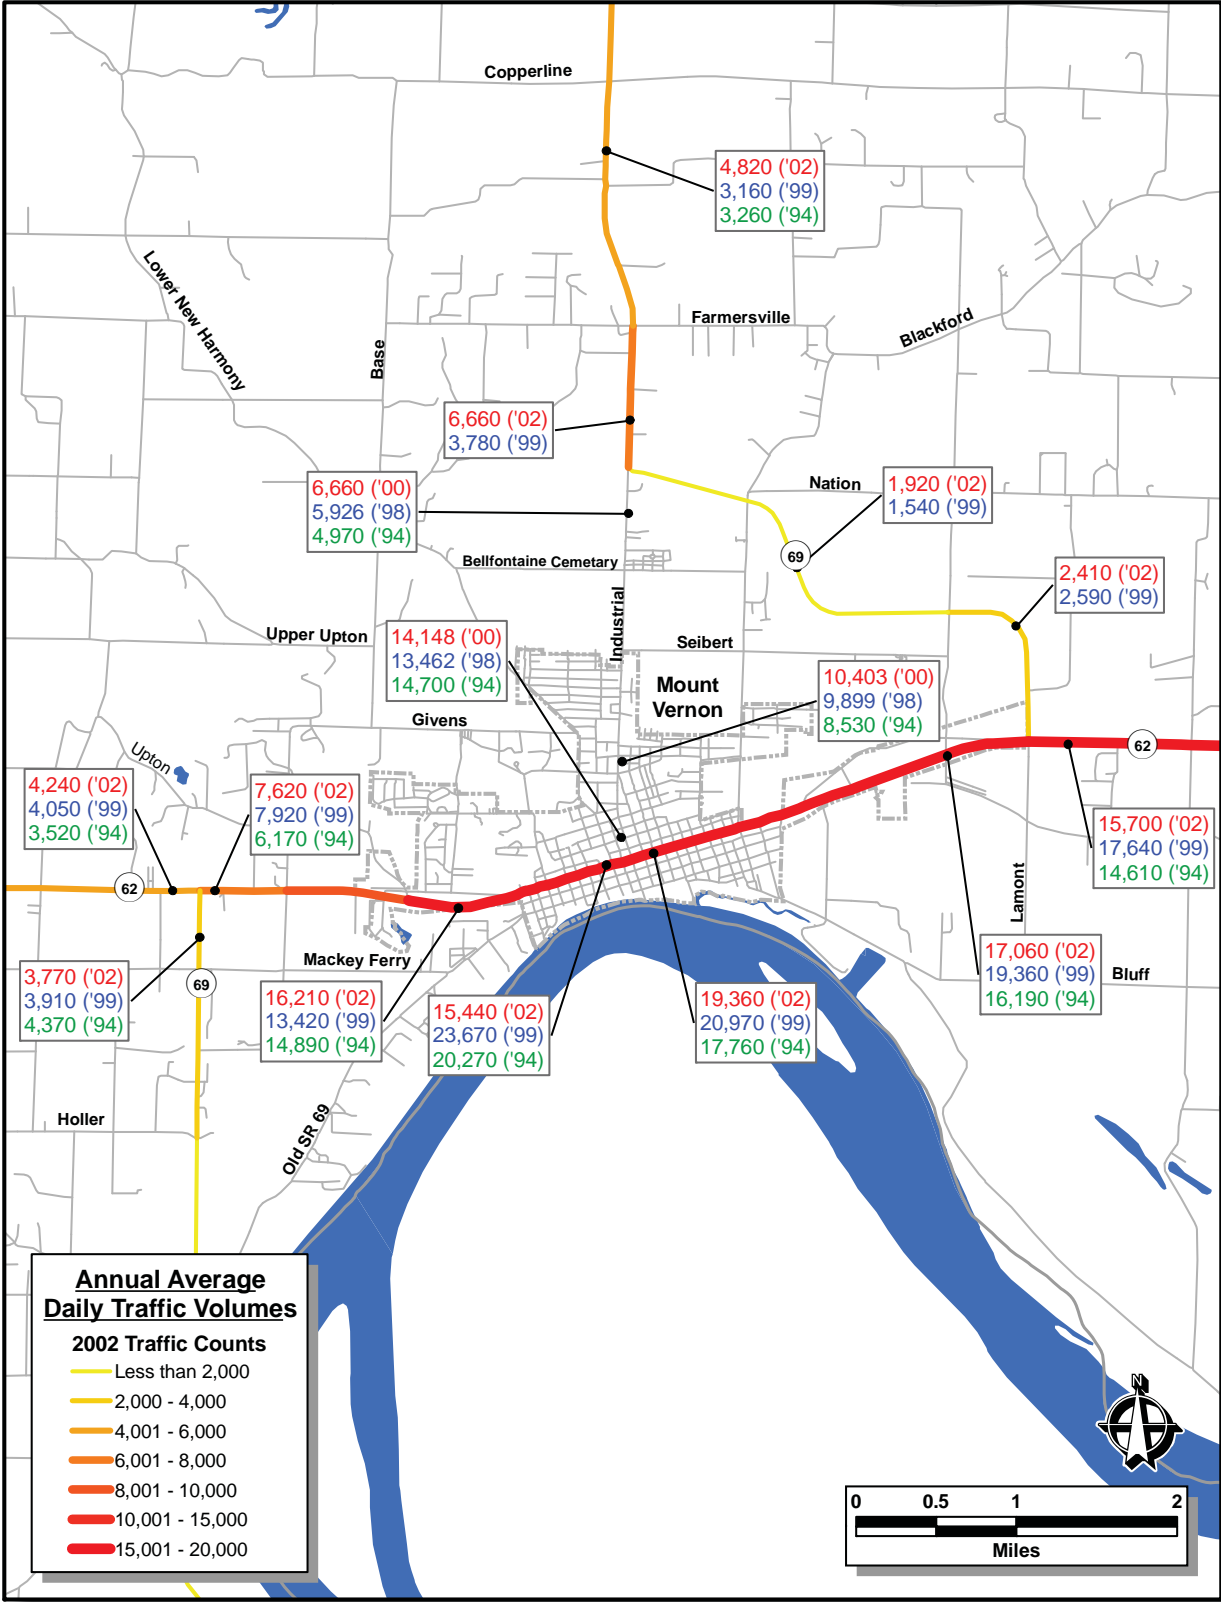 Copperline
4,820 ('02)
3,160 ('99)
3,260 ('94)
Lower New Harmony
Farmersville
Blackford
Base
6,660 ('02)
3,780 ('99)
6,660 ('00)
5,926 ('98)
4,970 ('94)
Nation
1,920 ('02)
1,540 ('99)
69
Bellfontaine Cemetary
2,410 ('02)
2,590 ('99)
Industrial
Upper Upton
14,148 ('00)
13,462 ('98)
14,700 ('94)
Seibert
Mount
Vernon
10,403 ('00)
9,899 ('98)
8,530 ('94)
Givens
62
Upton
4,240 ('02)
4,050 ('99)
3,520 ('94)
7,620 ('02)
7,920 ('99)
6,170 ('94)
15,700 ('02)
17,640 ('99)
14,610 ('94)
62
Lamont
Mackey Ferry
3,770 ('02)
3,910 ('99)
4,370 ('94)
69
16,210 ('02)
13,420 ('99)
14,890 ('94)
15,440 ('02)
23,670 ('99)
20,270 ('94)
19,360 ('02)
20,970 ('99)
17,760 ('94)
17,060 ('02)
19,360 ('99)
16,190 ('94)
Bluff
Holler
Old SR 69
Annual Average
Daily Traffic Volumes
2002 Traffic Counts
Less than 2,000
2,000 - 4,000
4,001 - 6,000
6,001 - 8,000
8,001 - 10,000
10,001 - 15,000
15,001 - 20,000
N
0 0.5 1 2
Miles